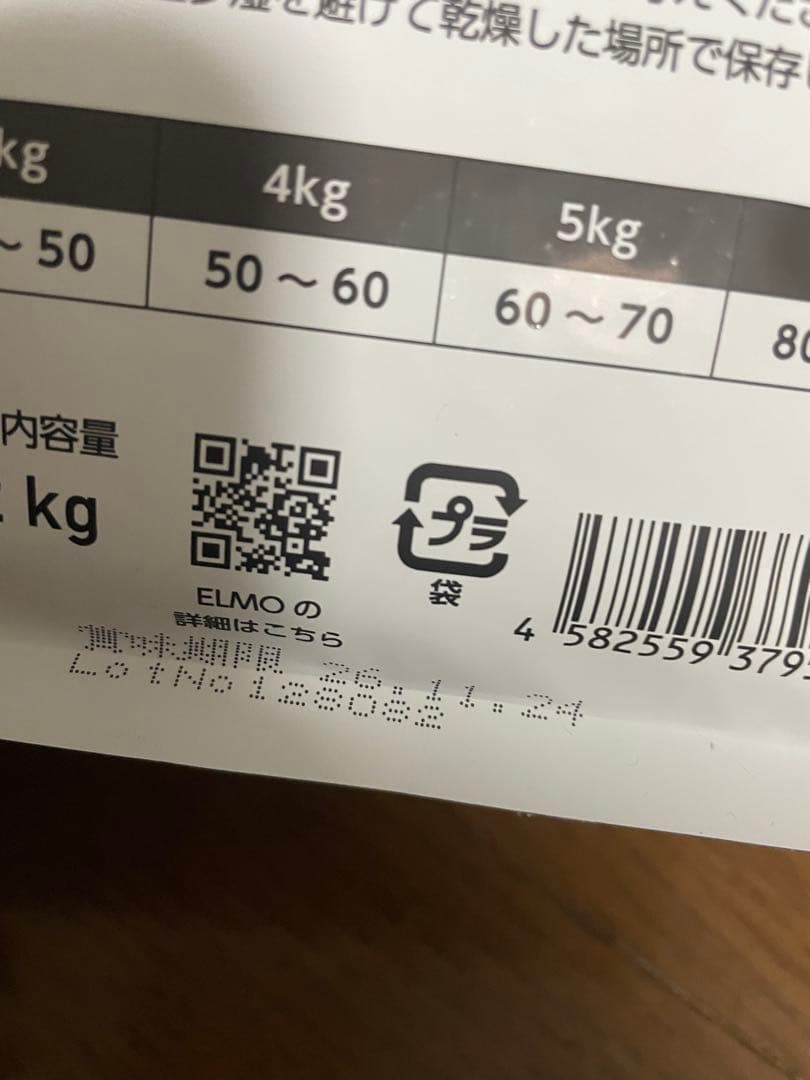 湿を避けて乾燥した場所で保存
kg 4kg 5kg
～50 50～60 60～70 80
内容量
kg
プラ
袋
ELMOの
詳細はこちら
4 582559 379
賞味期限 26.11.24
LotNo128082